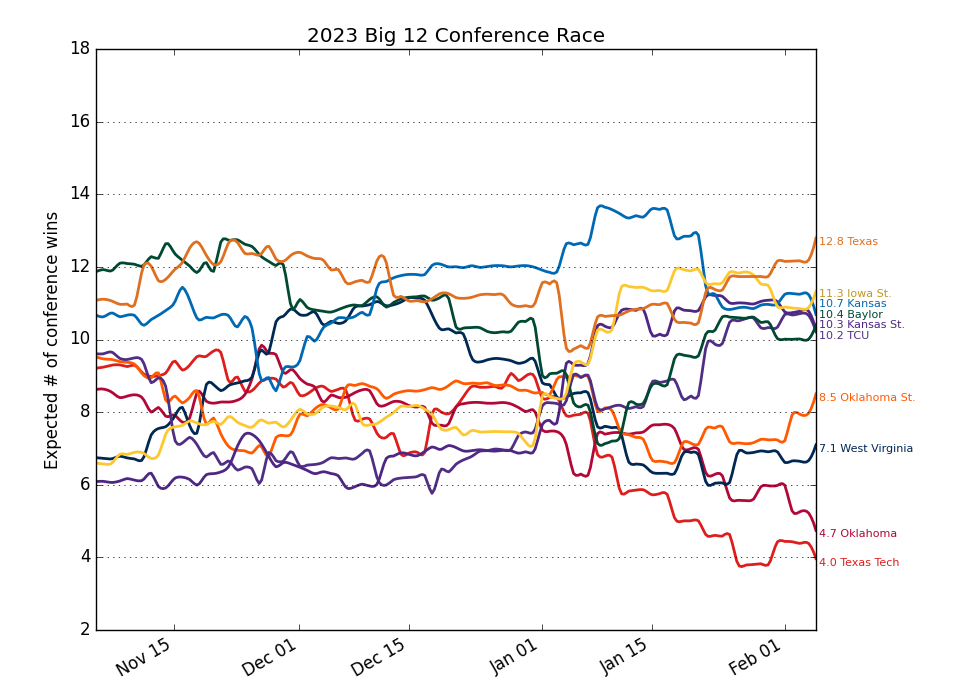 2023 Big 12 Conference Race
Expected # of conference wins
18
16
14
12
10
8
6
4
2
12.8 Texas
11.3 Iowa St.
10.7 Kansas
10.4 Baylor
10.3 Kansas St.
10.2 TCU
8.5 Oklahoma St.
7.1 West Virginia
4.7 Oklahoma
4.0 Texas Tech
Nov 15
Dec 01
Dec 15
Jan 01
Jan 15
Feb 01